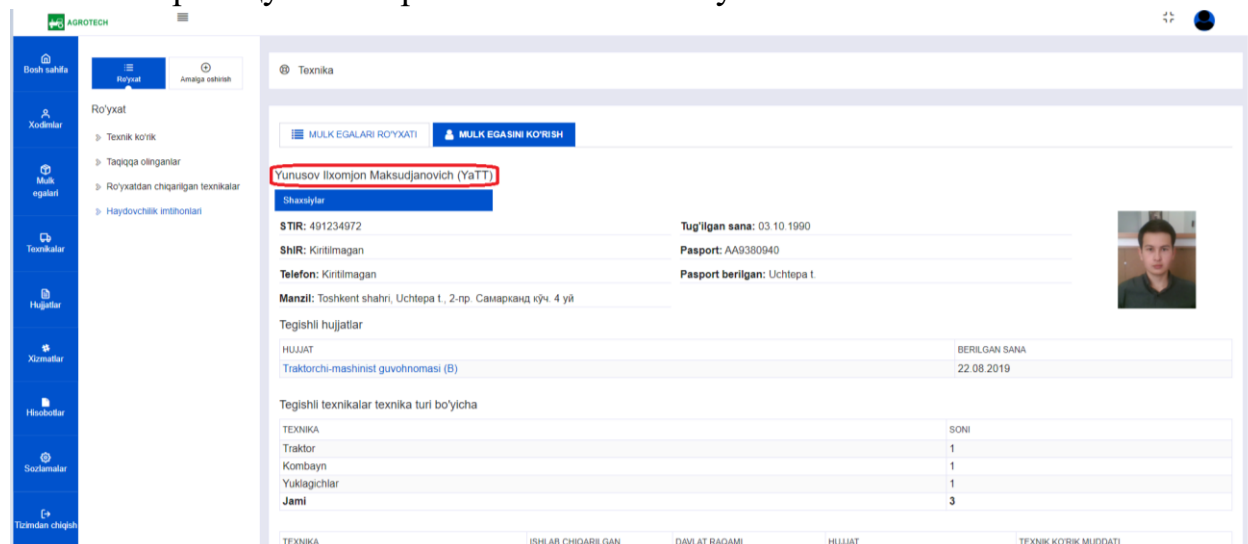 AGROTECH
Texnika
Bosh sahifa
Ro'yxat
Amalga oshirish
Ro'yxat
Xodimlar
Texnik ko'rik
Taqiqqa olinganlar
Mulk egalari
Ro'yxatdan chiqarilgan texnikalar
Haydovchilik imtihonlari
Texnikalar
Hujjatlar
Xizmatlar
Hisobotlar
Sozlamalar
Tizimdan chiqish
MULK EGALARI RO'YXATI
MULK EGASINI KO'RISH
Yunusov Ilxomjon Maksudjanovich (YaTT)
Shaxsiylar
STIR: 491234972
Tug'ilgan sana: 03.10.1990
ShIR: Kiritilmagan
Pasport: AA9380940
Telefon: Kiritilmagan
Pasport berilgan: Uchtepa t.
Manzil: Toshkent shahri, Uchtepa t., 2-пр. Самарканд кўч. 4 уй
Tegishli hujjatlar
HUJJAT BERILGAN SANA
Traktorchi-mashinist guvohnomasi (B) 22.08.2019
Tegishli texnikalar texnika turi bo'yicha
TEXNIKA SONI
Traktor 1
Kombayn 1
Yuklagichlar 1
Jami 3
TEXNIKA ISHLAB CHIQARILGAN DAVLAT RAQAMI HUJJAT TEXNIK KO'RIK MUDDATI